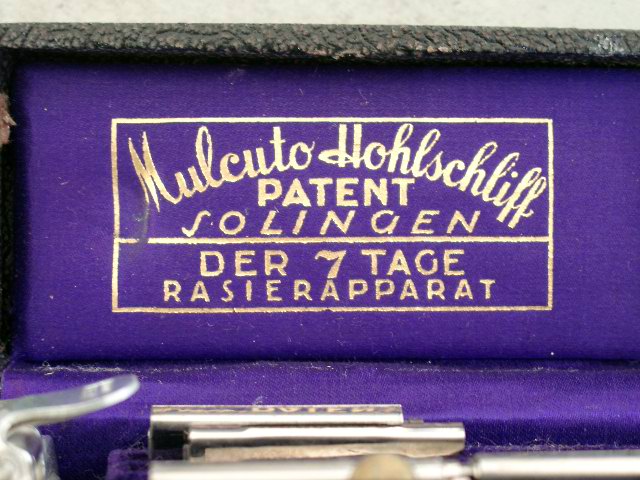 Mulcuto Hohlschliff
PATENT
SOLINGEN
DER 7 TAGE
RASIERAPPARAT